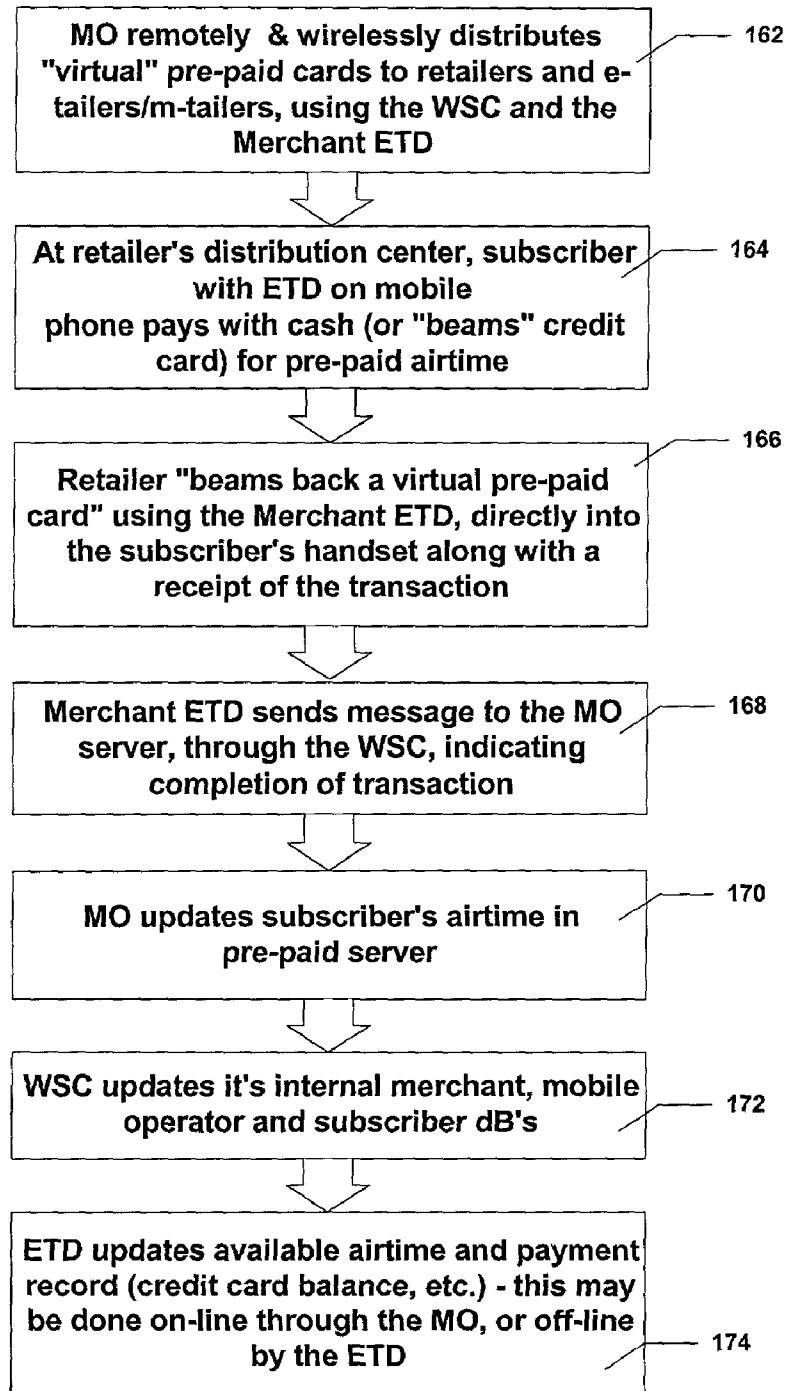 MO remotely & wirelessly distributes
"virtual" pre-paid cards to retailers and e-
tailers/m-tailers, using the WSC and the
Merchant ETD
162
At retailer's distribution center, subscriber
with ETD on mobile
phone pays with cash (or "beams" credit
card) for pre-paid airtime
164
Retailer "beams back a virtual pre-paid
card" using the Merchant ETD, directly into
the subscriber's handset along with a
receipt of the transaction
166
Merchant ETD sends message to the MO
server, through the WSC, indicating
completion of transaction
168
MO updates subscriber's airtime in
pre-paid server
170
WSC updates it's internal merchant, mobile
operator and subscriber dB's
172
ETD updates available airtime and payment
record (credit card balance, etc.) - this may
be done on-line through the MO, or off-line
by the ETD
174